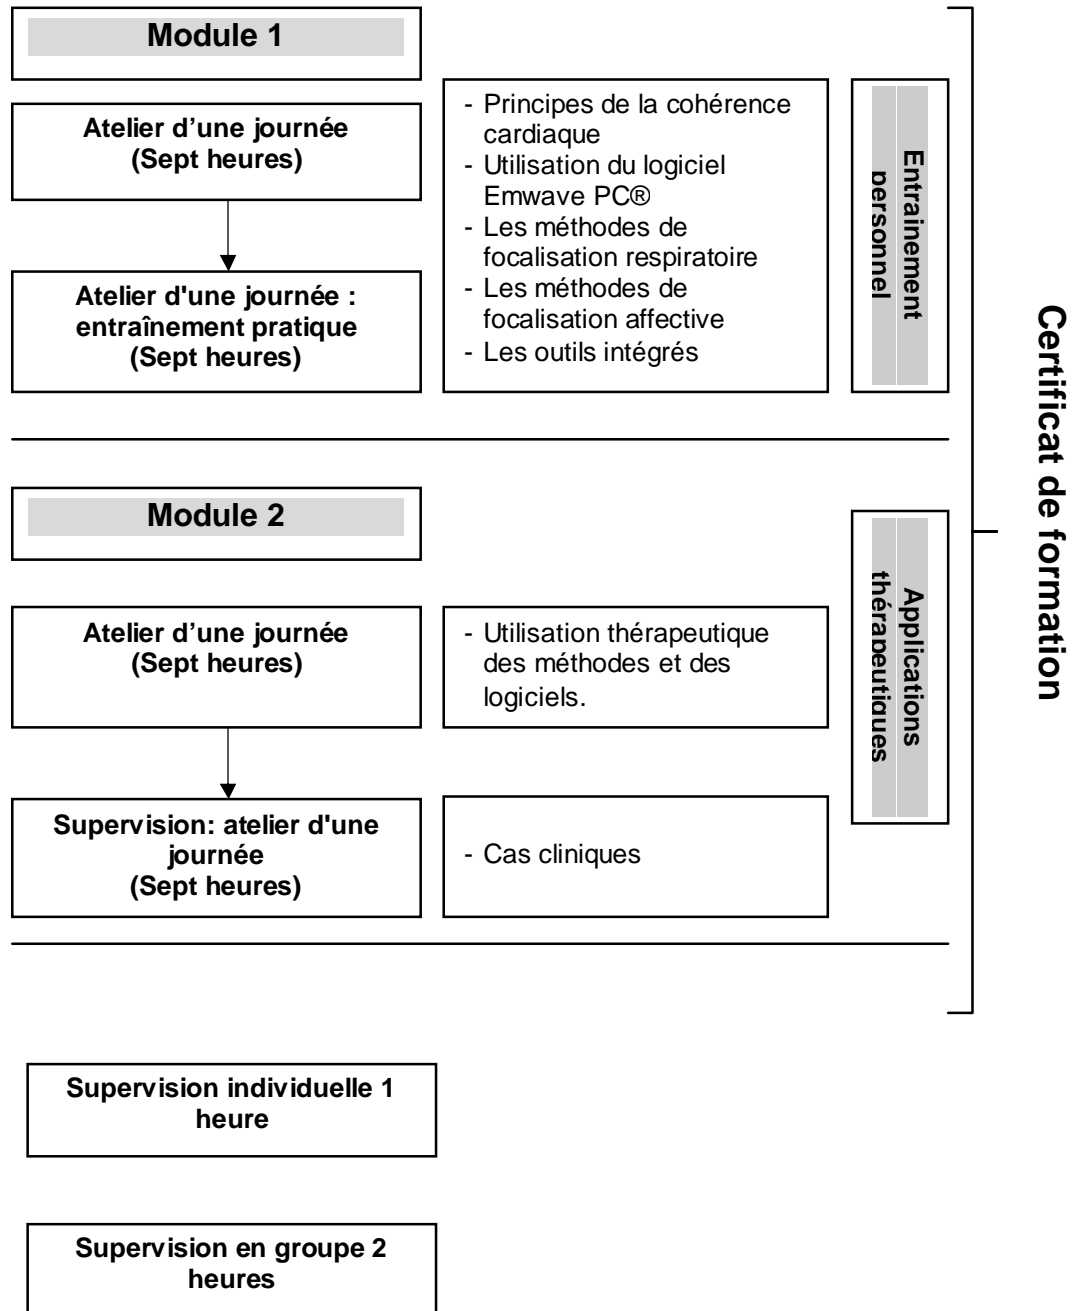 Module 1
Atelier d’une journée
(Sept heures)
Atelier d'une journée :
entraînement pratique
(Sept heures)
- Principes de la cohérence
cardiaque
- Utilisation du logiciel
Emwave PC®
- Les méthodes de
focalisation respiratoire
- Les méthodes de
focalisation affective
- Les outils intégrés
Entrainement
personnel
Module 2
Atelier d’une journée
(Sept heures)
- Utilisation thérapeutique
des méthodes et des
logiciels.
Supervision: atelier d'une
journée
(Sept heures)
- Cas cliniques
Applications
thérapeutiques
Certificat de formation
Supervision individuelle 1
heure
Supervision en groupe 2
heures